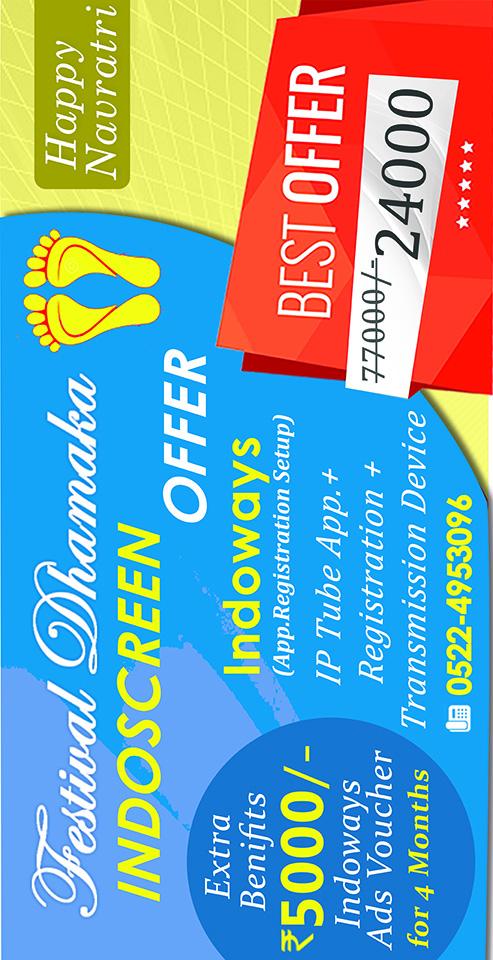 Happy
Navratri
Festival Dhamaka
INDOSCREEN
OFFER
BEST OFFER
77000/- 24000
Indoways
(App.Registration Setup)
IP Tube App.+
Registration +
Transmission Device
0522-4953096
Extra
Benifits
₹5000/-
Indoways
Ads Voucher
for 4 Months